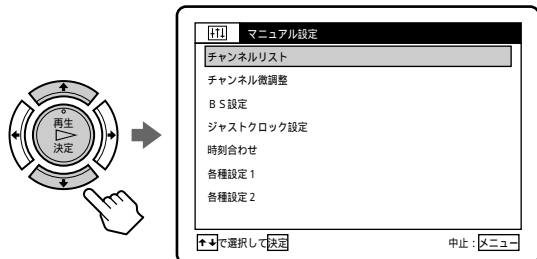 マニュアル設定
チャンネルリスト
チャンネル微調整
ＢＳ設定
ジャストクロック設定
時刻合わせ
各種設定１
各種設定２
再生
決定
↑↓で選択して決定
中止：メニュー